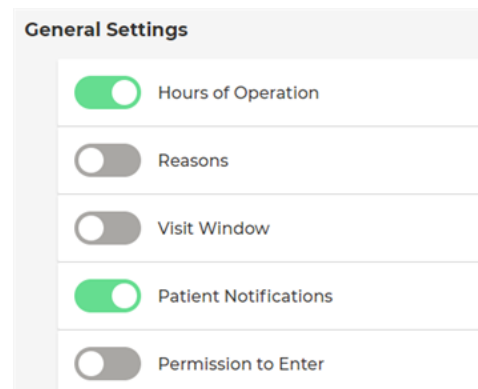 General Settings
Hours of Operation
Reasons
Visit Window
Patient Notifications
Permission to Enter